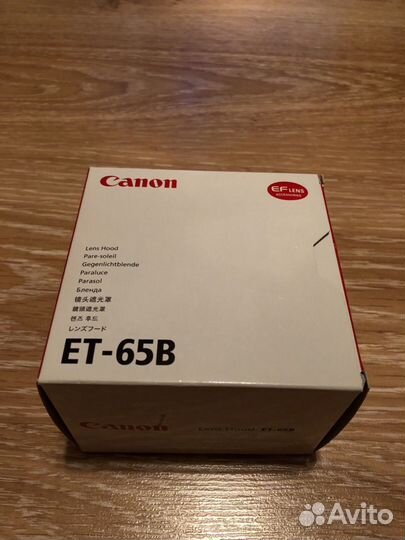 Canon
EF LENS
ACCESSORIES
Lens Hood
Pare-soleil
Gegenlichtblende
Paraluce
Parasol
Бленда
镜头遮光罩
鏡頭遮光罩
렌즈 후드
レンズフード
ET-65B
Canon
Lens Hood ET-65B
Avito